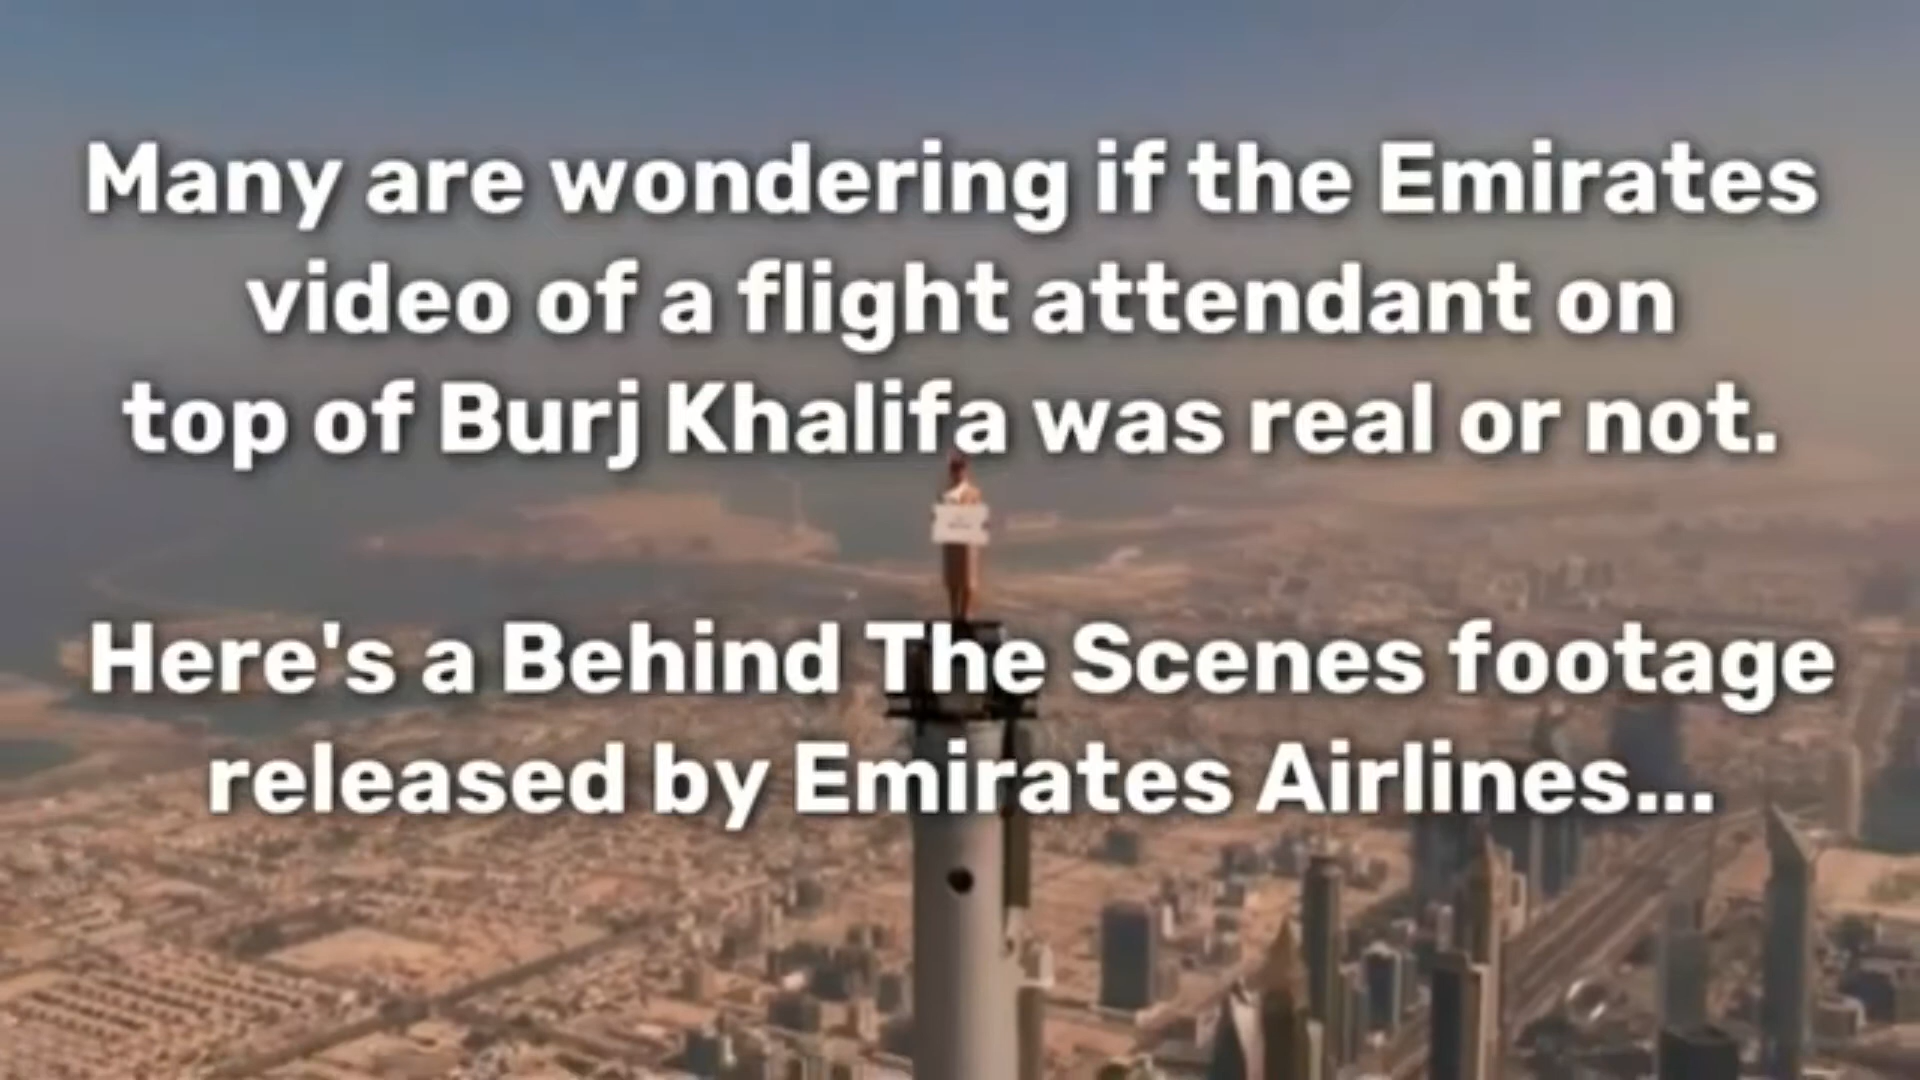 Many are wondering if the Emirates
video of a flight attendant on
top of Burj Khalifa was real or not.
Here's a Behind The Scenes footage
released by Emirates Airlines...